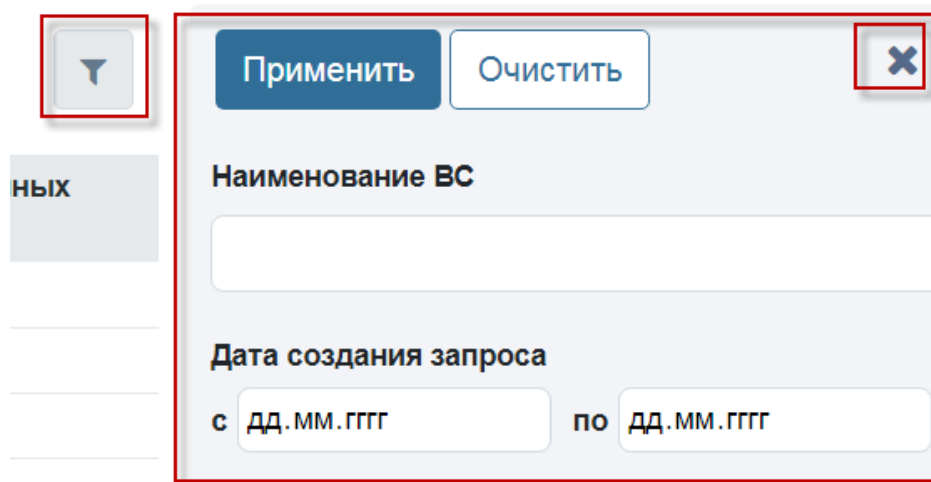 Применить Очистить
ных
Наименование ВС
Дата создания запроса
с дд.мм.гггг по дд.мм.гггг